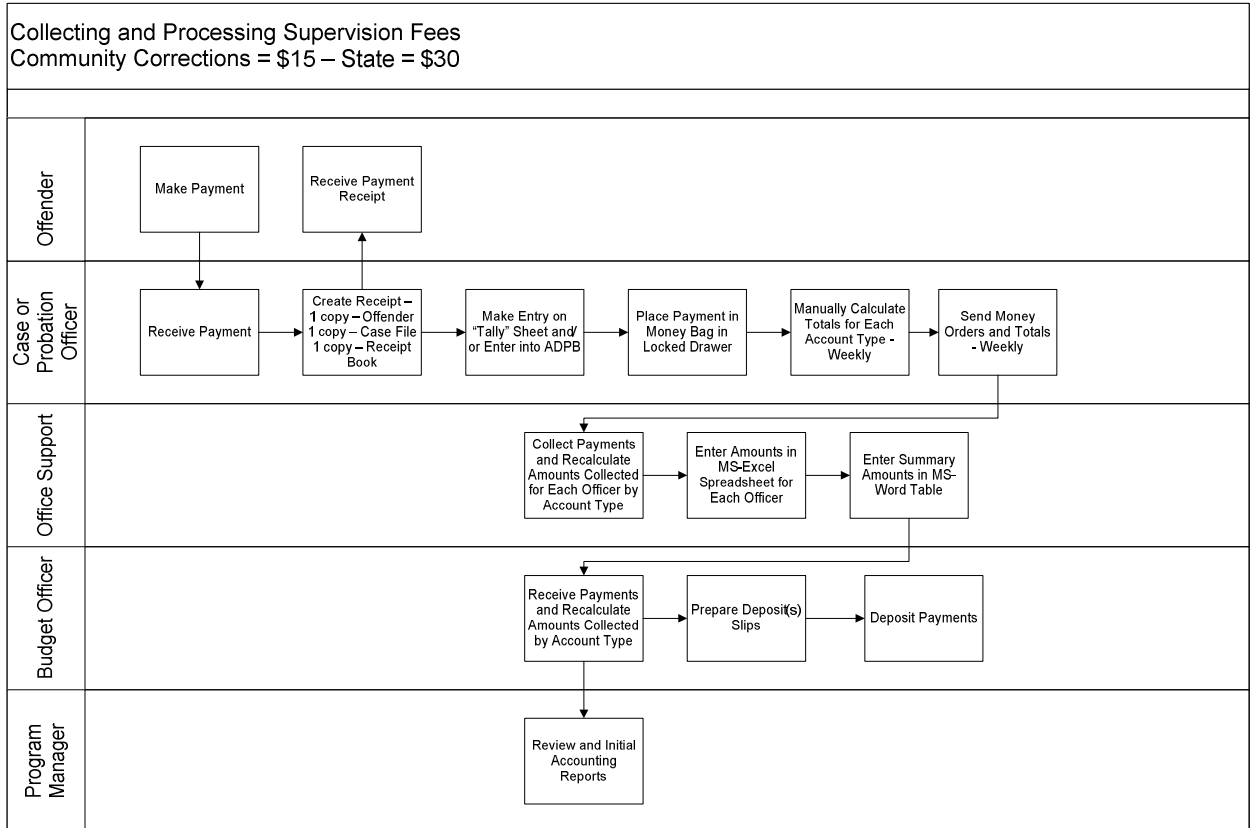 Collecting and Processing Supervision Fees
Community Corrections = $15 – State = $30
Offender
Make Payment
Receive Payment
Receipt
Case or
Probation
Officer
Receive Payment
Create Receipt –
1 copy – Offender
1 copy – Case File
1 copy – Receipt
Book
Make Entry on
“Tally” Sheet and/
or Enter into ADPB
Place Payment in
Money Bag in
Locked Drawer
Manually Calculate
Totals for Each
Account Type -
Weekly
Send Money
Orders and Totals
- Weekly
Office Support
Collect Payments
and Recalculate
Amounts Collected
for Each Officer by
Account Type
Enter Amounts in
MS-Excel
Spreadsheet for
Each Officer
Enter Summary
Amounts in MS-
Word Table
Budget Officer
Receive Payments
and Recalculate
Amounts Collected
by Account Type
Prepare Deposit(s)
Slips
Deposit Payments
Program
Manager
Review and Initial
Accounting
Reports